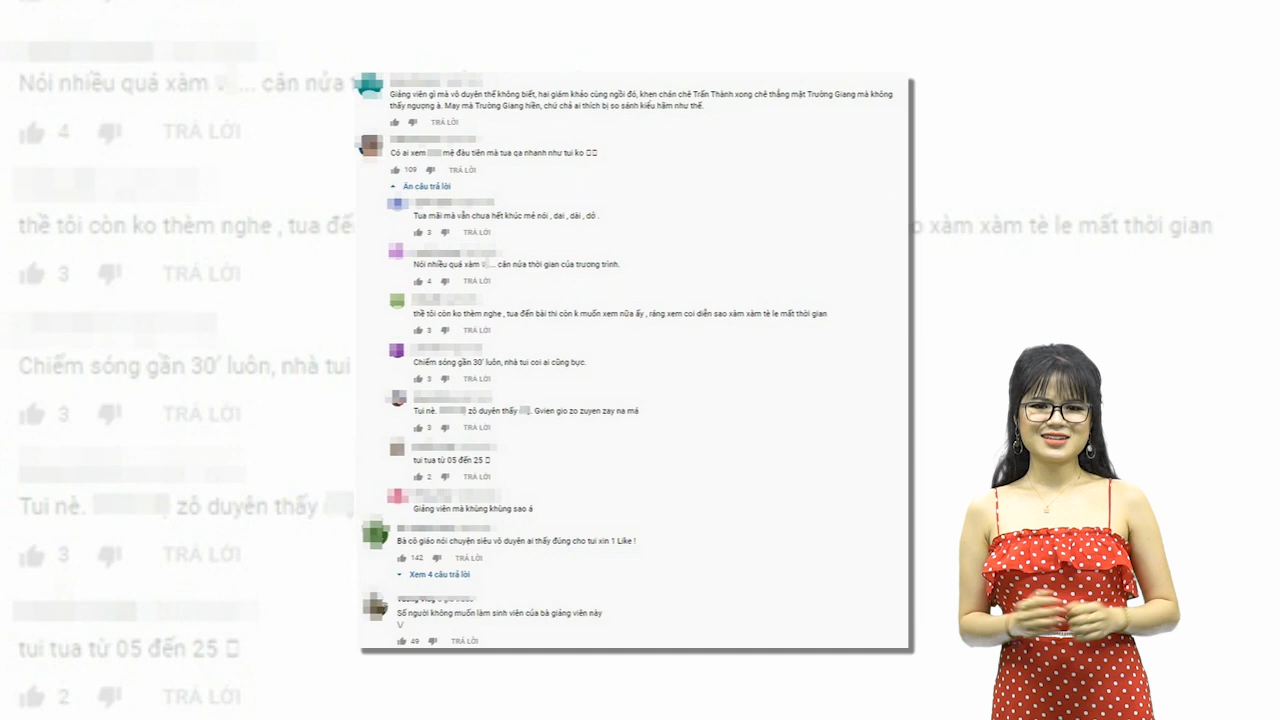 Giảng viên gì mà vô duyên thế không biết, hai giám khảo cùng ngồi đó, khen chán chê Trấn Thành xong chê thẳng mặt Trường Giang mà không
thấy ngượng à. May mà Trường Giang hiền, chứ chả ai thích bị so sánh kiểu hãm như thế.
TRẢ LỜI
Có ai xem mê đầu tiên mà tua qa nhanh như tui ko
109 TRẢ LỜI
Ẩn câu trả lời
Tua mãi mà vẫn chưa hết khúc mẻ nói , dai , dài , dở .
3 TRẢ LỜI
Nói nhiều quá xàm ... cân nửa thời gian của trương trình.
4 TRẢ LỜI
thề tôi còn ko thèm nghe , tua đến bài thi còn k muốn xem nữa ấy , ráng xem coi diễn sao xàm xàm tè le mất thời gian
3 TRẢ LỜI
Chiếm sóng gần 30' luôn, nhà tui coi ai cũng bực.
3 TRẢ LỜI
Tui nè. zô duyên thấy . Gvien gio zo zuyen zay na má
3 TRẢ LỜI
tui tua từ 05 đến 25
2 TRẢ LỜI
Giảng viên mà khùng khùng sao á
Bà cô giáo nói chuyện siêu vô duyên ai thấy đúng cho tui xin 1 Like !
142 TRẢ LỜI
Xem 4 câu trả lời
Số người không muốn làm sinh viên của bà giảng viên này
V
49 TRẢ LỜI
Nói nhiều quá xàm ... cân nửa
4 TRẢ LỜI
thề tôi còn ko thèm nghe , tua đế
xàm xàm tè le mất thời gian
3 TRẢ LỜI
Chiếm sóng gần 30' luôn, nhà tui
3 TRẢ LỜI
Tui nè. zô duyên thấy
3 TRẢ LỜI
tui tua từ 05 đến 25
2 TRẢ LỜI